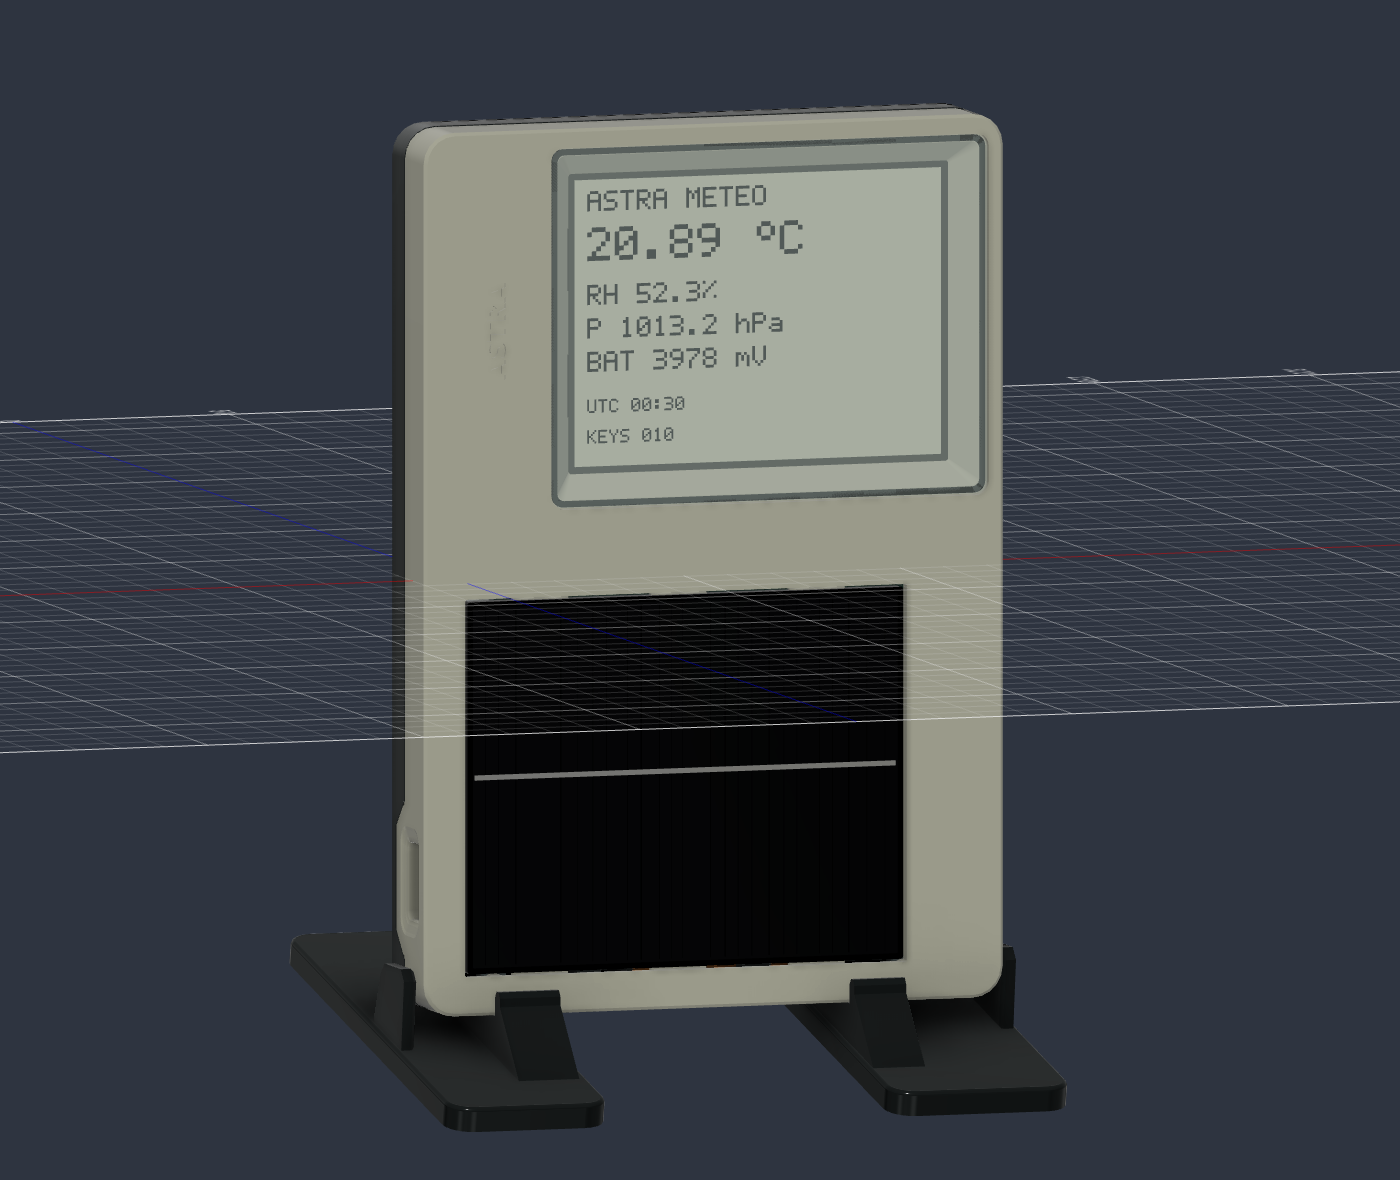 ASTRA METEO
20.89 °C
RH 52.3%
P 1013.2 hPa
BAT 3978 mV
UTC 00:30
KEYS 010